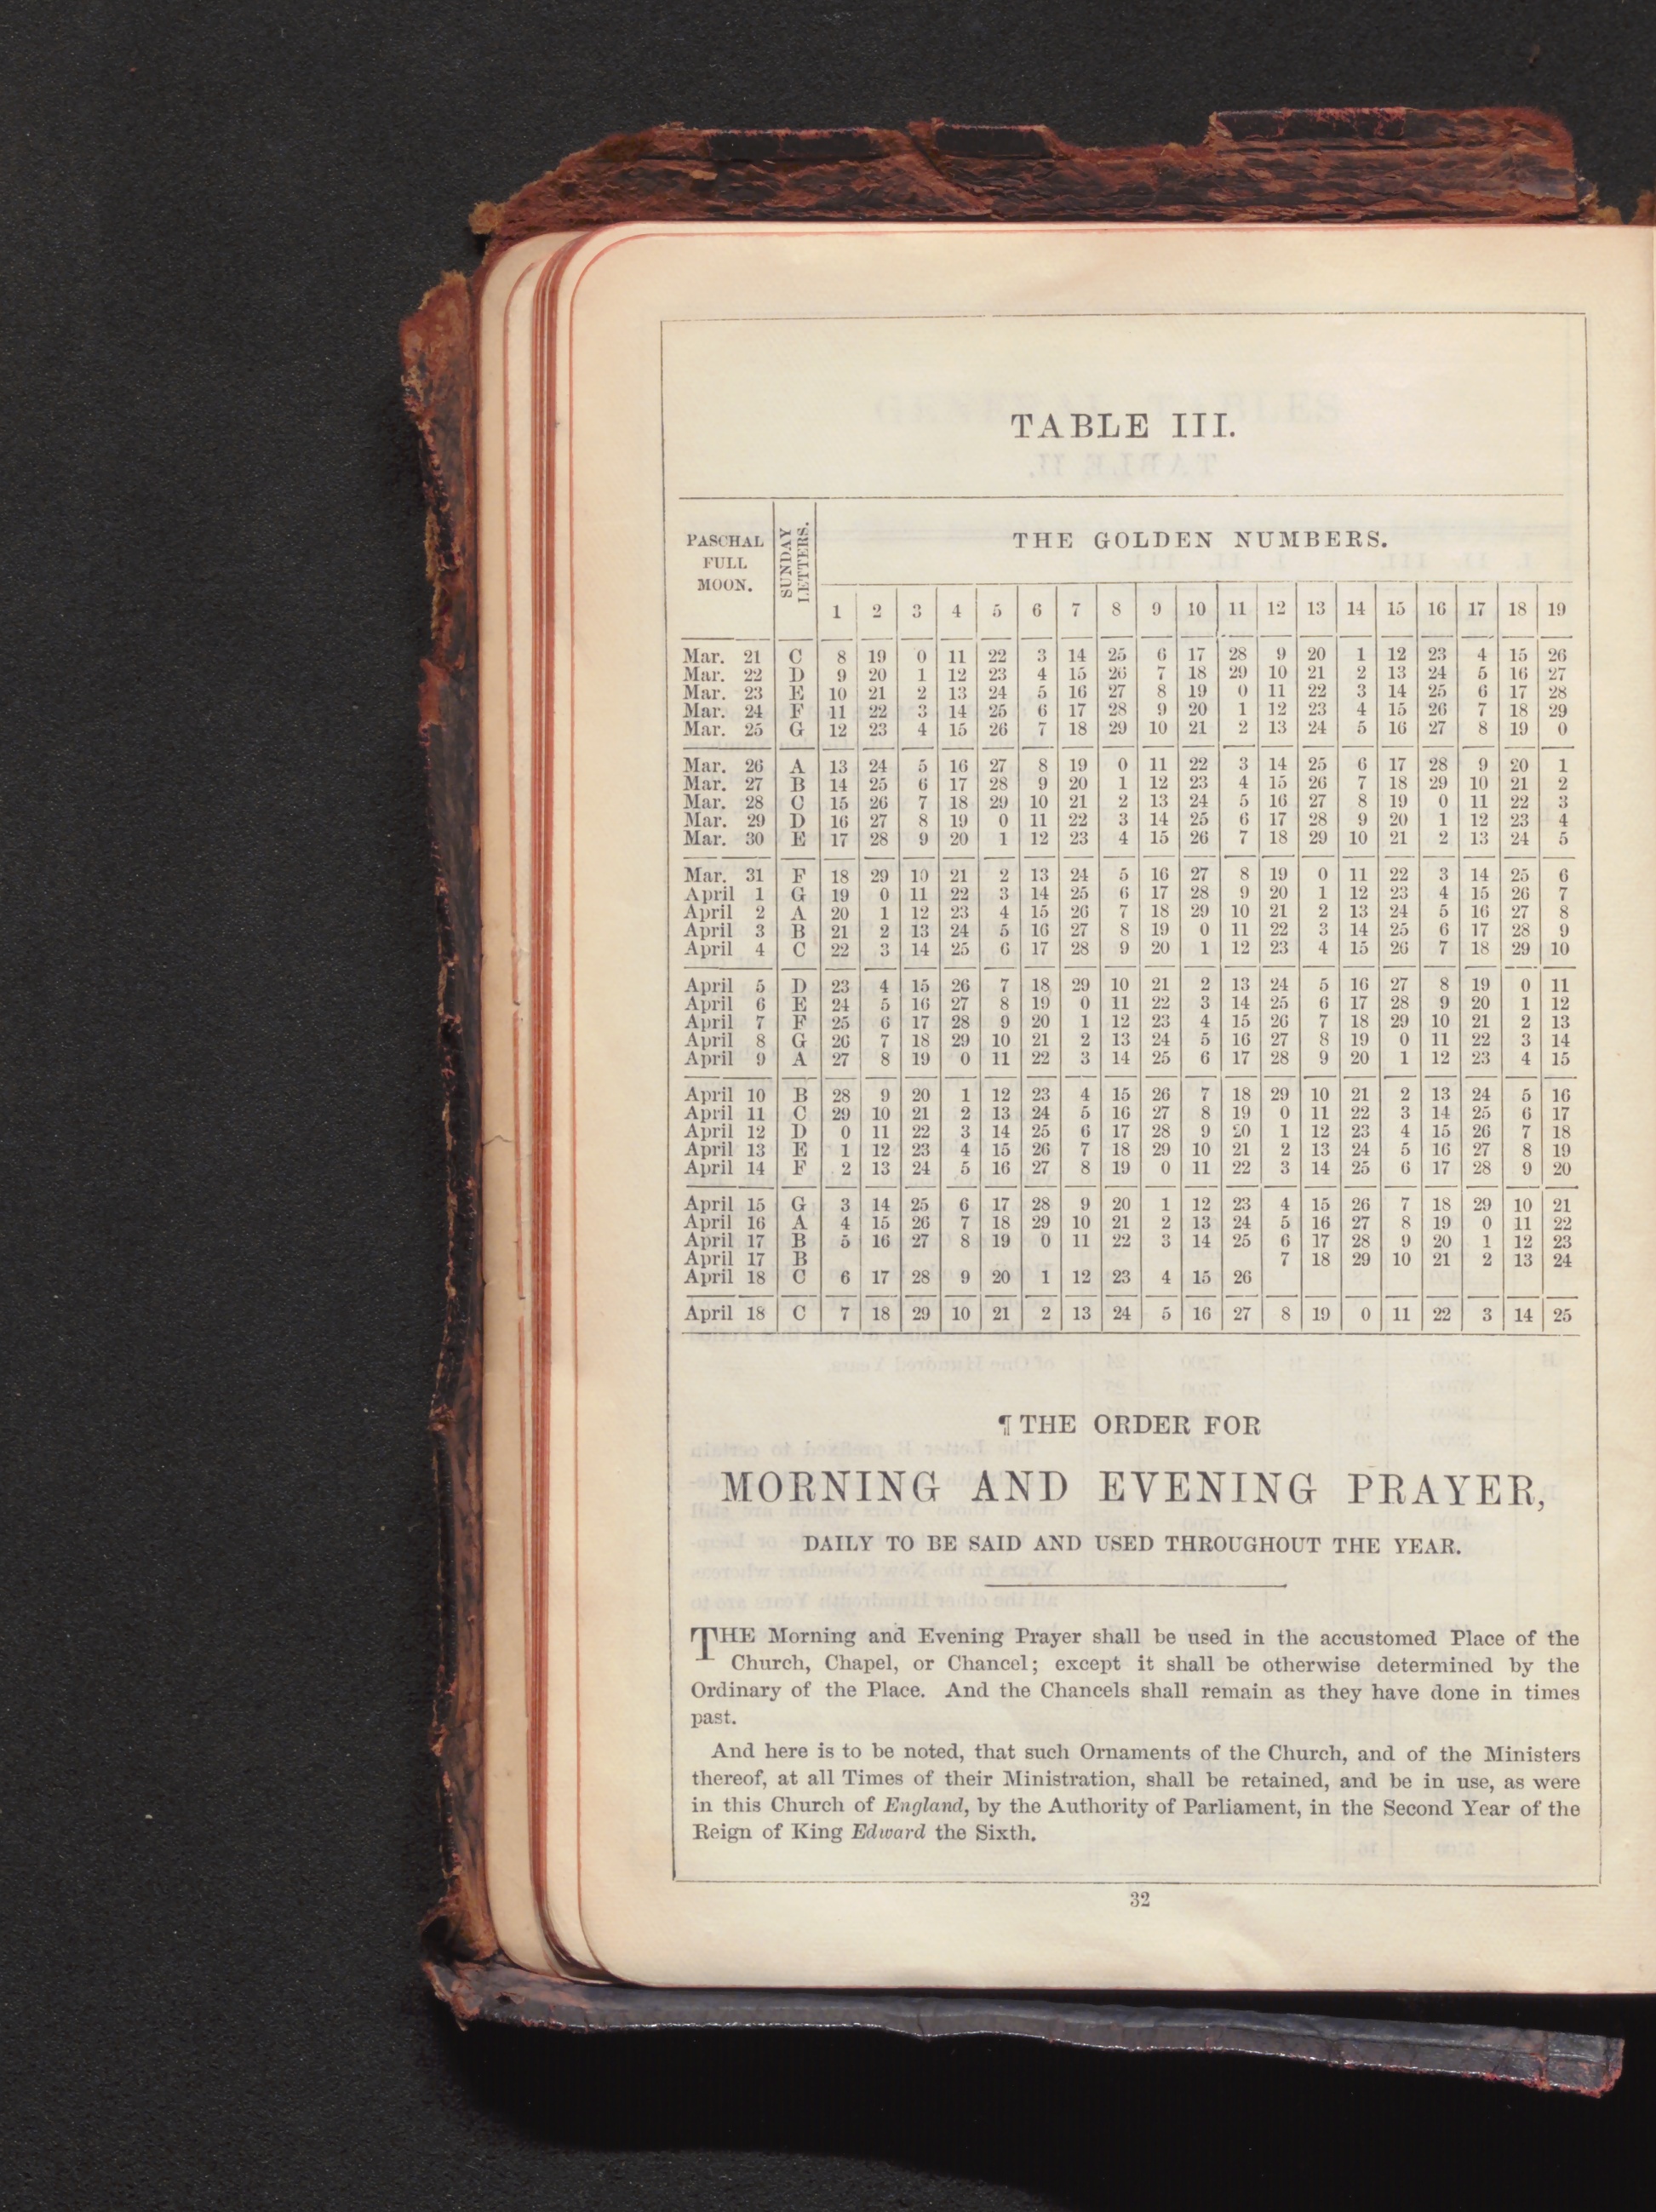 TABLE III.
PASCHAL FULL MOON. SUNDAY LETTERS. THE GOLDEN NUMBERS.
1 2 3 4 5 6 7 8 9 10 11 12 13 14 15 16 17 18 19
Mar. 21 C 8 19 0 11 22 3 14 25 6 17 28 9 20 1 12 23 4 15 26
Mar. 22 D 9 20 1 12 23 4 15 26 7 18 29 10 21 2 13 24 5 16 27
Mar. 23 E 10 21 2 13 24 5 16 27 8 19 0 11 22 3 14 25 6 17 28
Mar. 24 F 11 22 3 14 25 6 17 28 9 20 1 12 23 4 15 26 7 18 29
Mar. 25 G 12 23 4 15 26 7 18 29 10 21 2 13 24 5 16 27 8 19 0
Mar. 26 A 13 24 5 16 27 8 19 0 11 22 3 14 25 6 17 28 9 20 1
Mar. 27 B 14 25 6 17 28 9 20 1 12 23 4 15 26 7 18 29 10 21 2
Mar. 28 C 15 26 7 18 29 10 21 2 13 24 5 16 27 8 19 0 11 22 3
Mar. 29 D 16 27 8 19 0 11 22 3 14 25 6 17 28 9 20 1 12 23 4
Mar. 30 E 17 28 9 20 1 12 23 4 15 26 7 18 29 10 21 2 13 24 5
Mar. 31 F 18 29 10 21 2 13 24 5 16 27 8 19 0 11 22 3 14 25 6
April 1 G 19 0 11 22 3 14 25 6 17 28 9 20 1 12 23 4 15 26 7
April 2 A 20 1 12 23 4 15 26 7 18 29 10 21 2 13 24 5 16 27 8
April 3 B 21 2 13 24 5 16 27 8 19 0 11 22 3 14 25 6 17 28 9
April 4 C 22 3 14 25 6 17 28 9 20 1 12 23 4 15 26 7 18 29 10
April 5 D 23 4 15 26 7 18 29 10 21 2 13 24 5 16 27 8 19 0 11
April 6 E 24 5 16 27 8 19 0 11 22 3 14 25 6 17 28 9 20 1 12
April 7 F 25 6 17 28 9 20 1 12 23 4 15 26 7 18 29 10 21 2 13
April 8 G 26 7 18 29 10 21 2 13 24 5 16 27 8 19 0 11 22 3 14
April 9 A 27 8 19 0 11 22 3 14 25 6 17 28 9 20 1 12 23 4 15
April 10 B 28 9 20 1 12 23 4 15 26 7 18 29 10 21 2 13 24 5 16
April 11 C 29 10 21 2 13 24 5 16 27 8 19 0 11 22 3 14 25 6 17
April 12 D 0 11 22 3 14 25 6 17 28 9 20 1 12 23 4 15 26 7 18
April 13 E 1 12 23 4 15 26 7 18 29 10 21 2 13 24 5 16 27 8 19
April 14 F 2 13 24 5 16 27 8 19 0 11 22 3 14 25 6 17 28 9 20
April 15 G 3 14 25 6 17 28 9 20 1 12 23 4 15 26 7 18 29 10 21
April 16 A 4 15 26 7 18 29 10 21 2 13 24 5 16 27 8 19 0 11 22
April 17 B 5 16 27 8 19 0 11 22 3 14 25 6 17 28 9 20 1 12 23
April 17 B 7 18 29 10 21 2 13 24
April 18 C 6 17 28 9 20 1 12 23 4 15 26
April 18 C 7 18 29 10 21 2 13 24 5 16 27 8 19 0 11 22 3 14 25
¶ THE ORDER FOR
MORNING AND EVENING PRAYER,
DAILY TO BE SAID AND USED THROUGHOUT THE YEAR.
THE Morning and Evening Prayer shall be used in the accustomed Place of the
Church, Chapel, or Chancel; except it shall be otherwise determined by the
Ordinary of the Place. And the Chancels shall remain as they have done in times
past.
And here is to be noted, that such Ornaments of the Church, and of the Ministers
thereof, at all Times of their Ministration, shall be retained, and be in use, as were
in this Church of England, by the Authority of Parliament, in the Second Year of the
Reign of King Edward the Sixth.
32